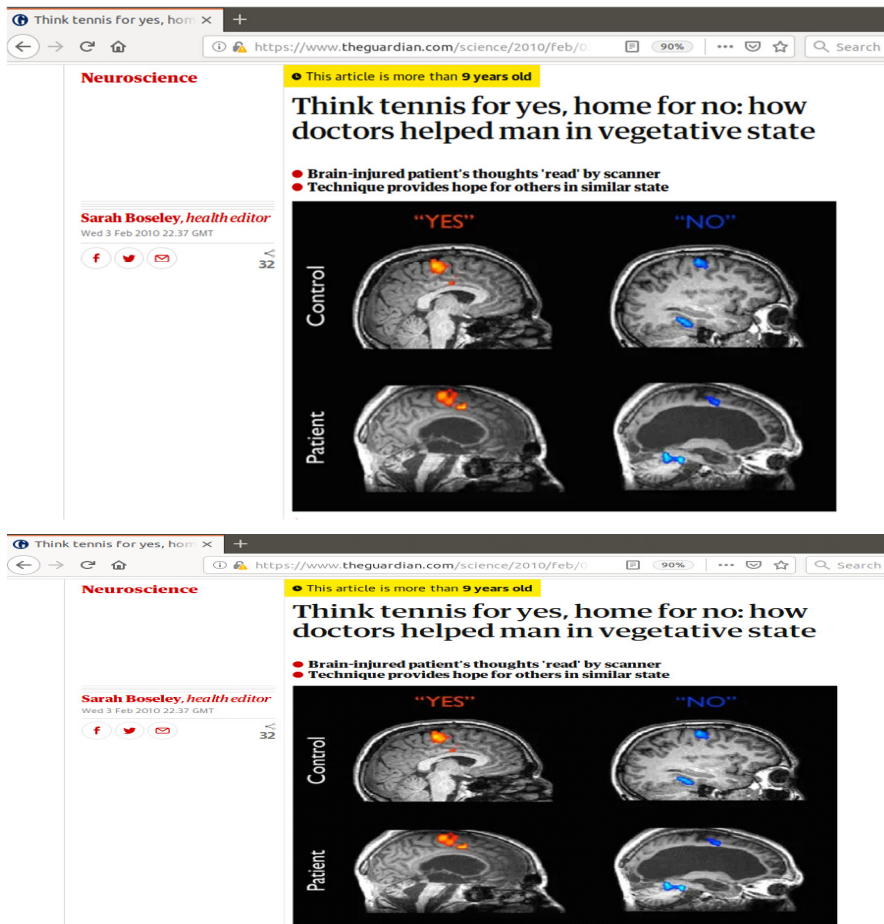 Think tennis for yes, hom
https://www.theguardian.com/science/2010/feb/0
90%
Search
Neuroscience
This article is more than 9 years old
Think tennis for yes, home for no: how
doctors helped man in vegetative state
Brain-injured patient's thoughts 'read' by scanner
Technique provides hope for others in similar state
Sarah Boseley, health editor
Wed 3 Feb 2010 22.37 GMT
32
"YES" "NO"
Control
Patient
Think tennis for yes, hom
https://www.theguardian.com/science/2010/feb/0
90%
Search
Neuroscience
This article is more than 9 years old
Think tennis for yes, home for no: how
doctors helped man in vegetative state
Brain-injured patient's thoughts 'read' by scanner
Technique provides hope for others in similar state
Sarah Boseley, health editor
Wed 3 Feb 2010 22.37 GMT
32
"YES" "NO"
Control
Patient